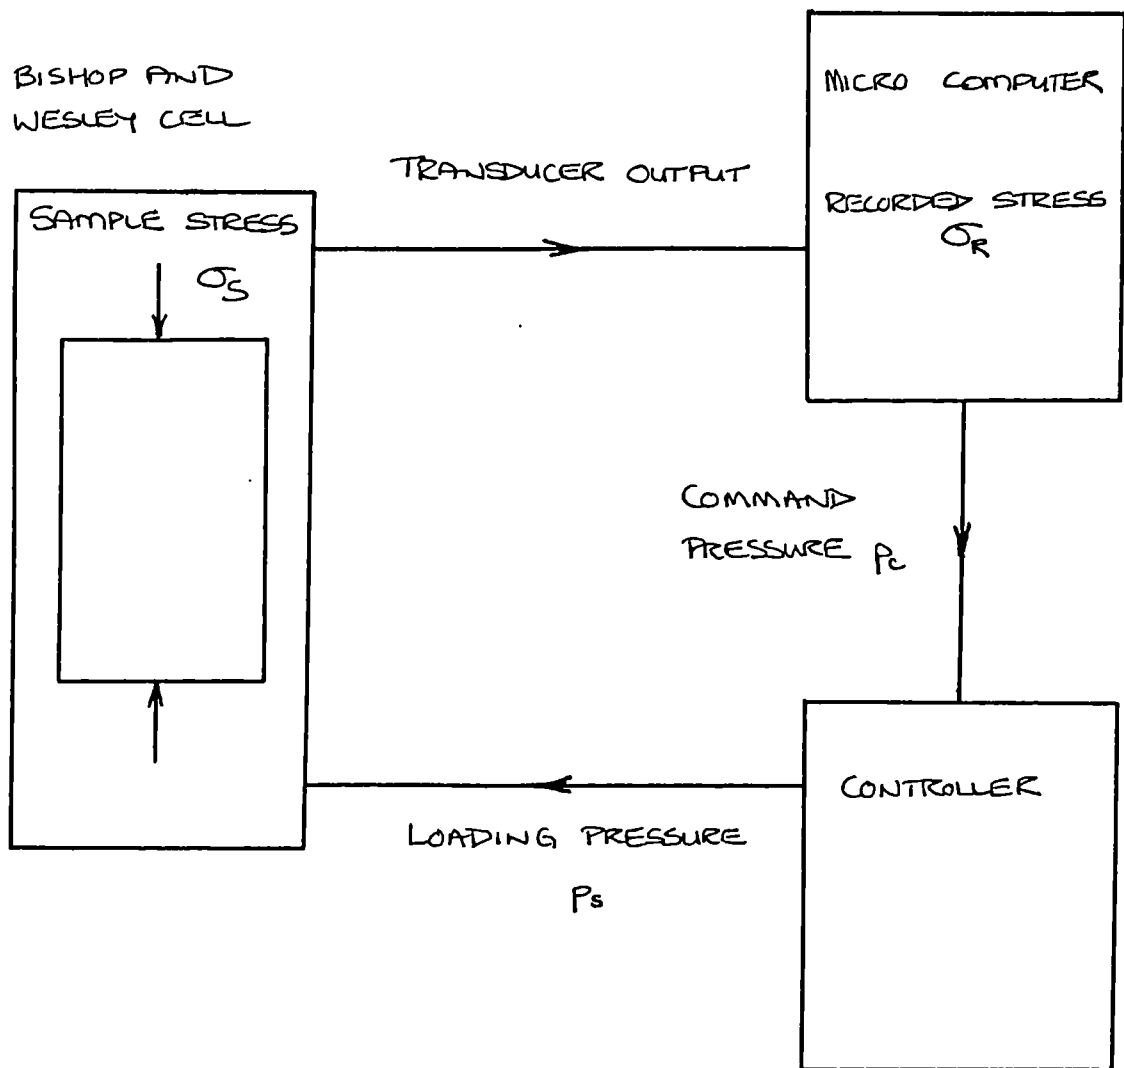 BISHOP AND
WESLEY CELL
SAMPLE STRESS
σS
TRANSDUCER OUTPUT
MICRO COMPUTER
RECORDED STRESS
σR
COMMAND
PRESSURE Pc
CONTROLLER
LOADING PRESSURE
Ps